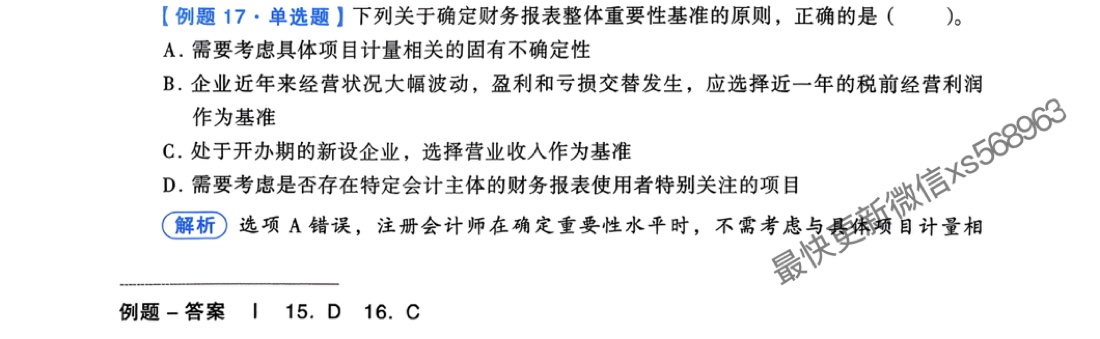 【例题 17·单选题】下列关于确定财务报表整体重要性基准的原则，正确的是（　　）。
A. 需要考虑具体项目计量相关的固有不确定性
B. 企业近年来经营状况大幅波动，盈利和亏损交替发生，应选择近一年的税前经营利润
作为基准
C. 处于开办期的新设企业，选择营业收入作为基准
D. 需要考虑是否存在特定会计主体的财务报表使用者特别关注的项目
解析 选项 A 错误，注册会计师在确定重要性水平时，不需考虑与具体项目计量相
最快更新微信xs568963
例题 – 答案 | 15. D 16. C